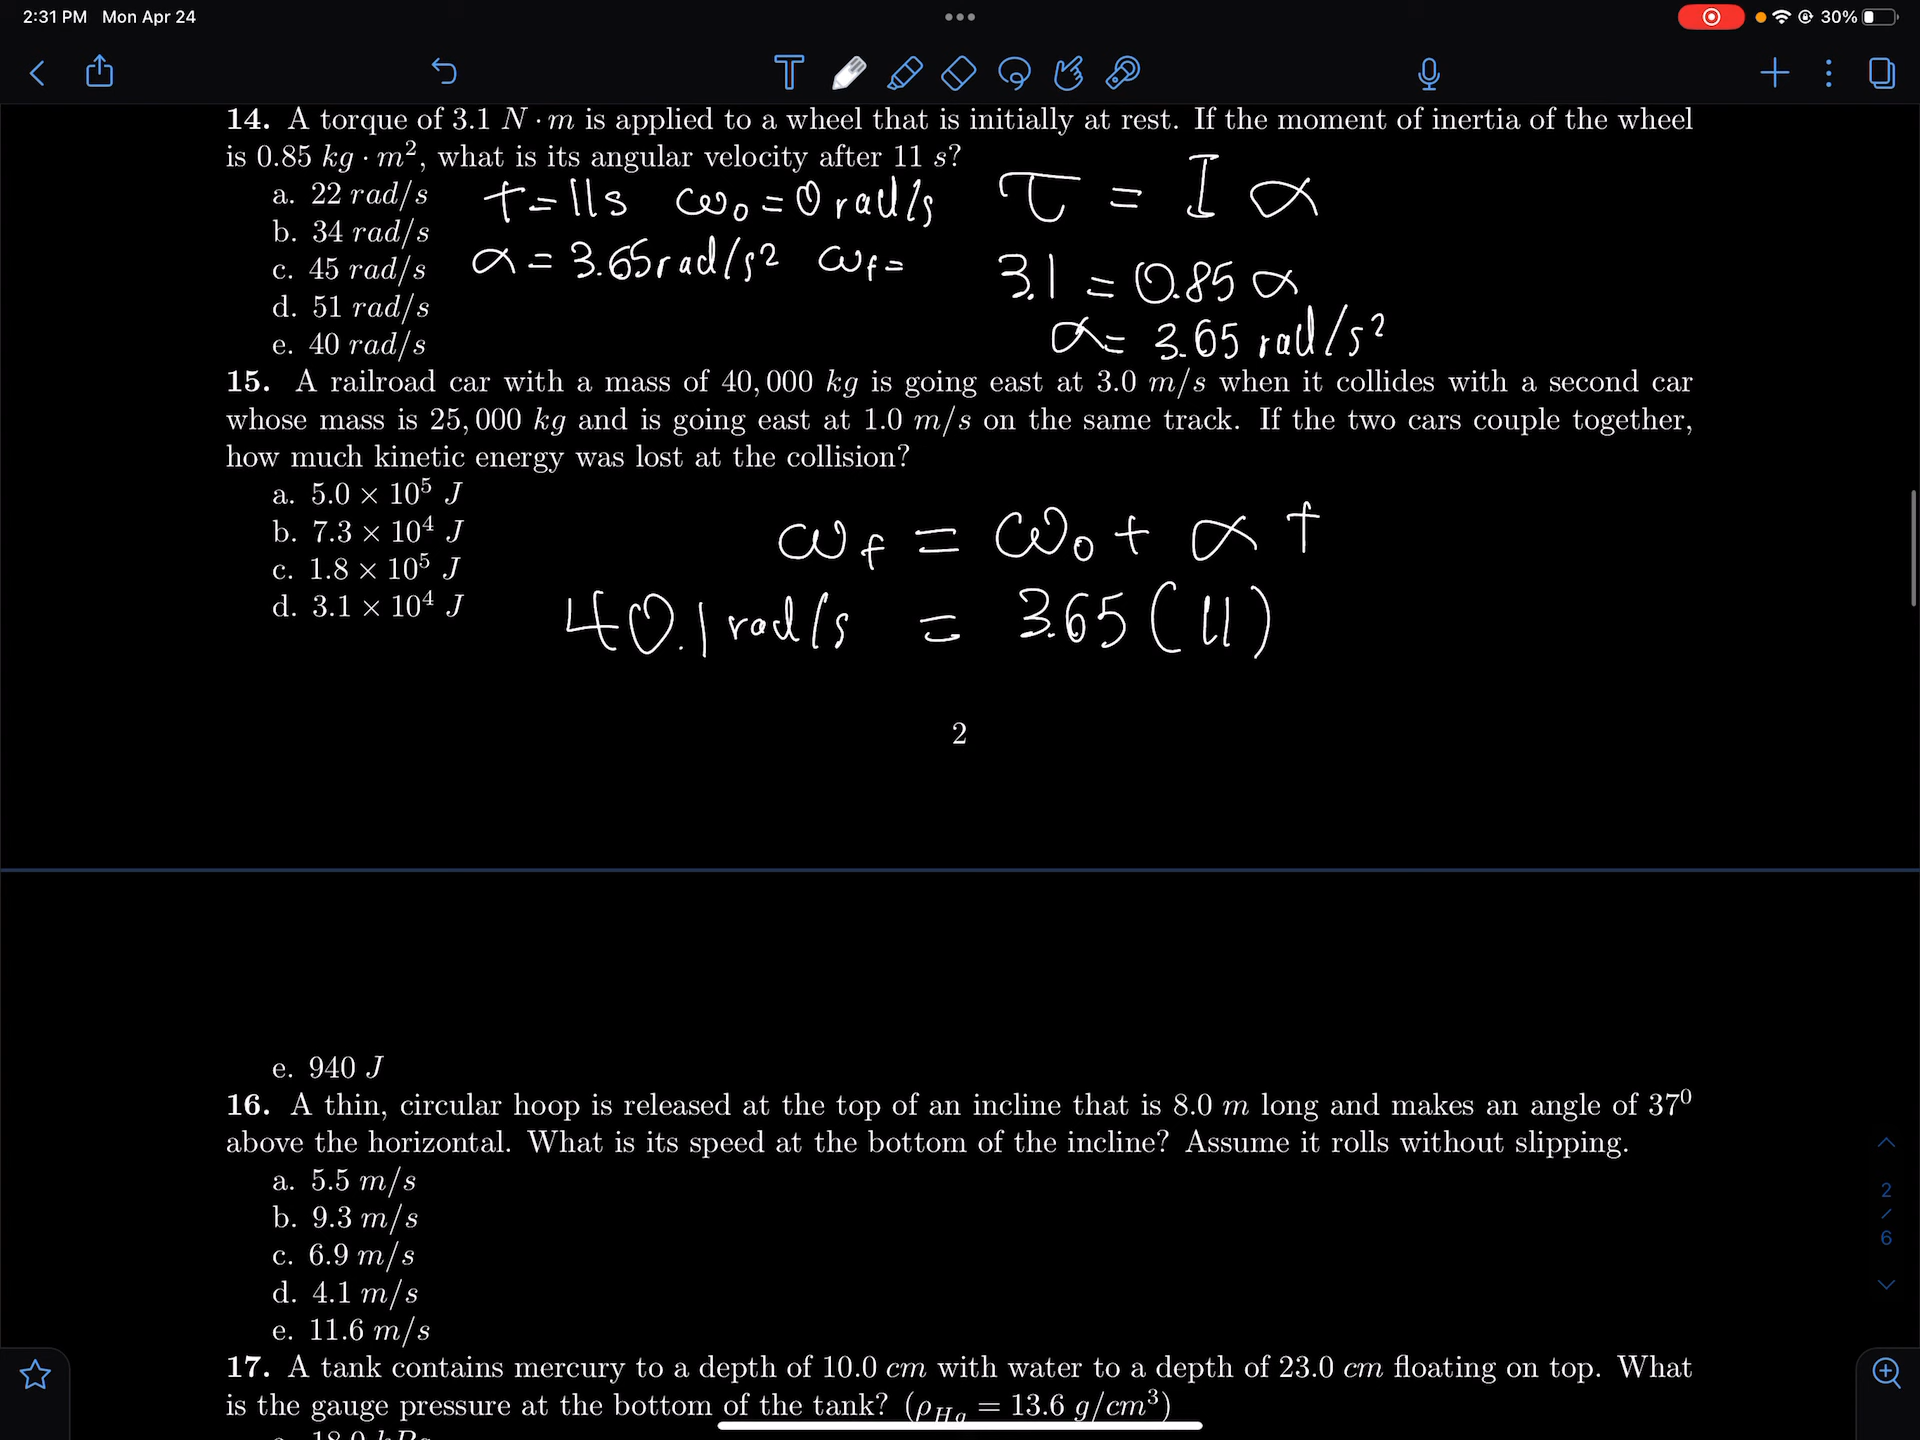 2:31 PM Mon Apr 24
30%
14. A torque of 3.1 N · m is applied to a wheel that is initially at rest. If the moment of inertia of the wheel
is 0.85 kg · m², what is its angular velocity after 11 s?
a. 22 rad/s
b. 34 rad/s
c. 45 rad/s
d. 51 rad/s
e. 40 rad/s
t = 11s ω₀ = 0 rad/s
α = 3.65 rad/s² ωf =
τ = I α
3.1 = 0.85 α
α = 3.65 rad/s²
15. A railroad car with a mass of 40,000 kg is going east at 3.0 m/s when it collides with a second car
whose mass is 25,000 kg and is going east at 1.0 m/s on the same track. If the two cars couple together,
how much kinetic energy was lost at the collision?
a. 5.0 × 10⁵ J
b. 7.3 × 10⁴ J
c. 1.8 × 10⁵ J
d. 3.1 × 10⁴ J
ωf = ω₀ + α t
40.1 rad/s = 3.65 (11)
2
e. 940 J
16. A thin, circular hoop is released at the top of an incline that is 8.0 m long and makes an angle of 37⁰
above the horizontal. What is its speed at the bottom of the incline? Assume it rolls without slipping.
a. 5.5 m/s
b. 9.3 m/s
c. 6.9 m/s
d. 4.1 m/s
e. 11.6 m/s
2
/
6
17. A tank contains mercury to a depth of 10.0 cm with water to a depth of 23.0 cm floating on top. What
is the gauge pressure at the bottom of the tank? (ρHg = 13.6 g/cm³)